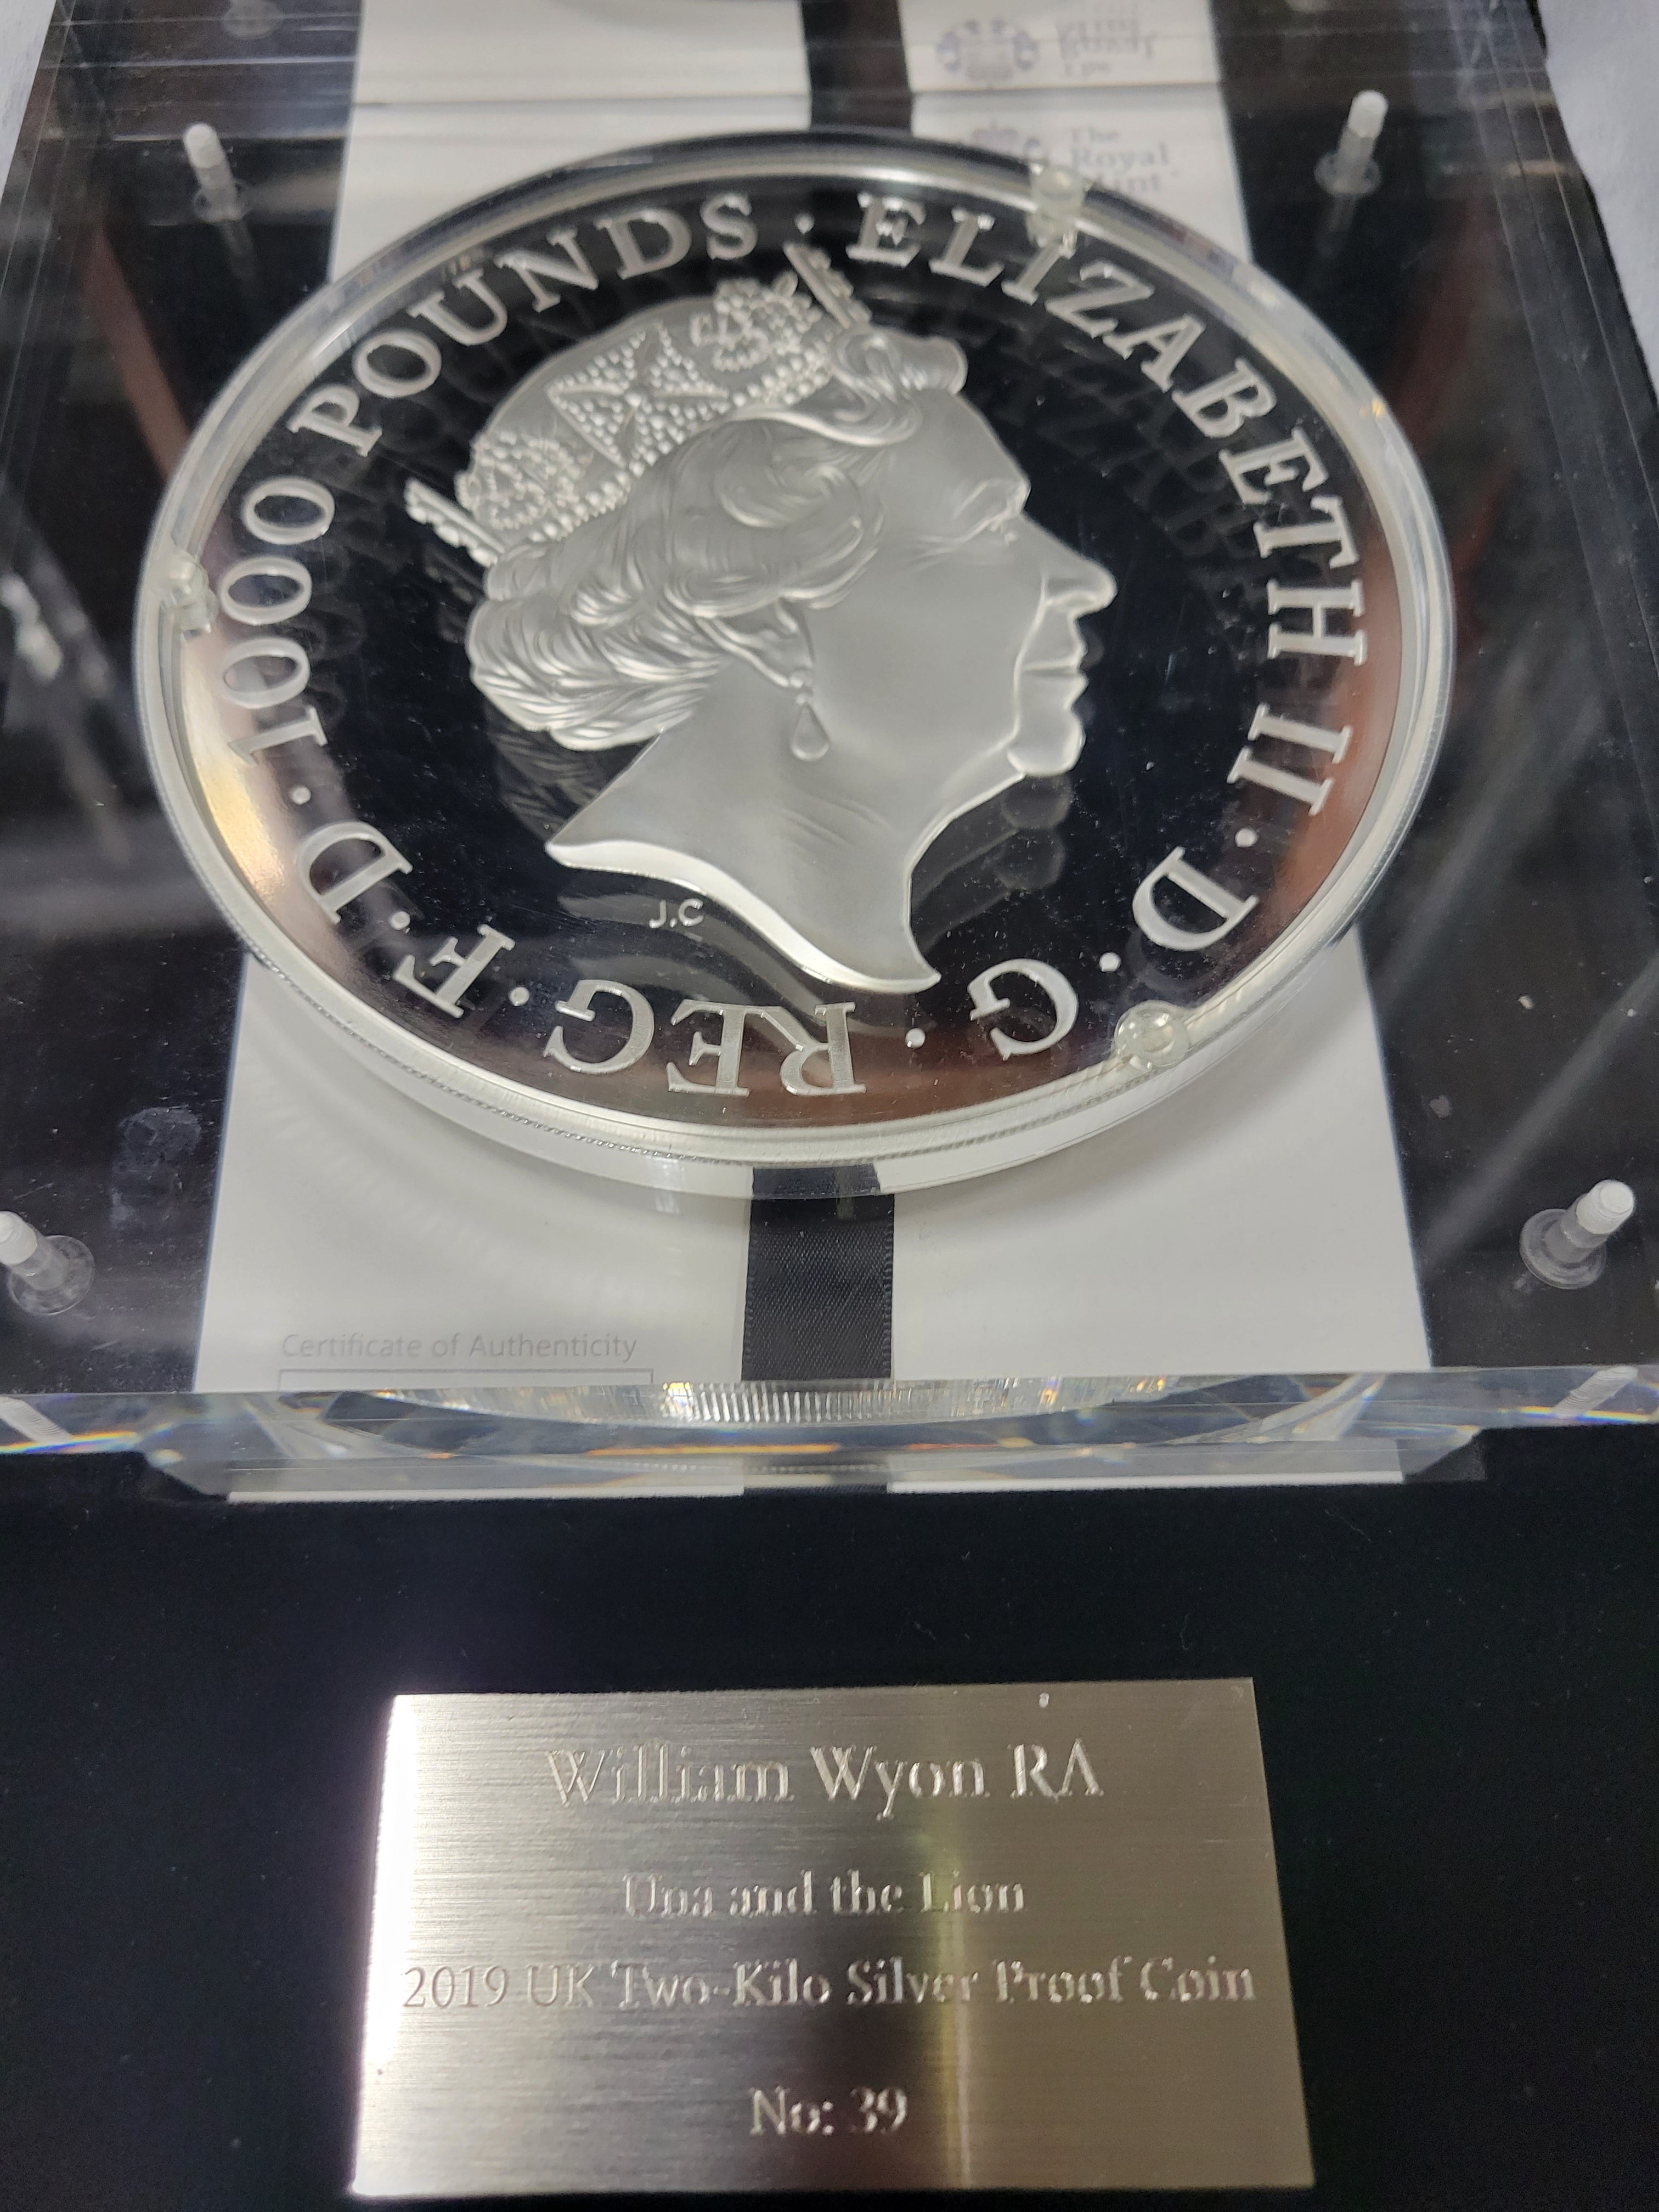 The
Royal
Mint
ELIZABETH II · D · G · REG · F · D · 1000 POUNDS ·
J.C
Certificate of Authenticity
William Wyon RA
Una and the Lion
2019 UK Two-Kilo Silver Proof Coin
No: 39